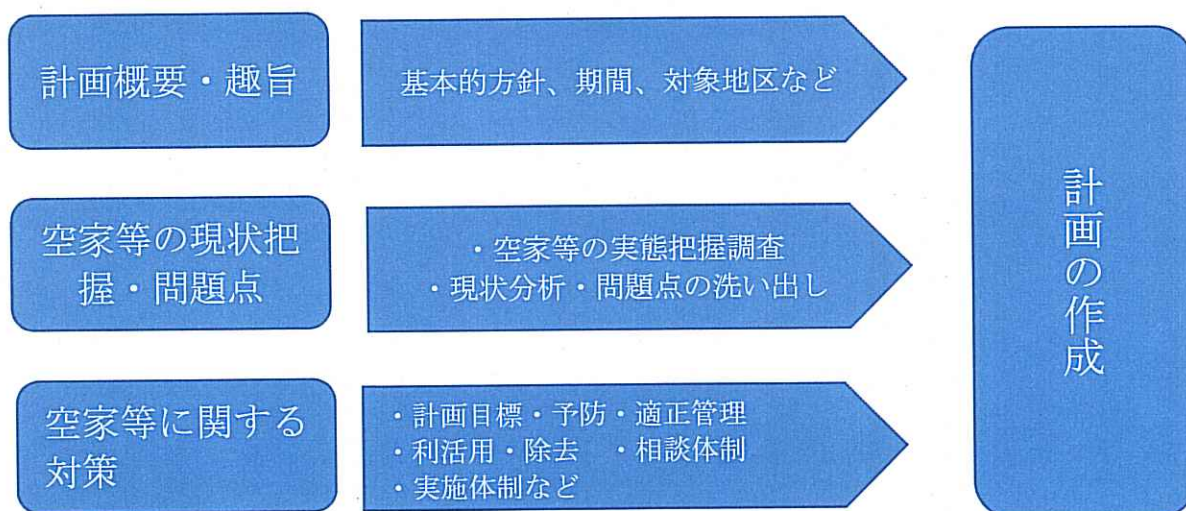 計画概要・趣旨
基本的方針、期間、対象地区など
空家等の現状把
握・問題点
・空家等の実態把握調査
・現状分析・問題点の洗い出し
空家等に関する
対策
・計画目標・予防・適正管理
・利活用・除去　・相談体制
・実施体制など
計画の作成